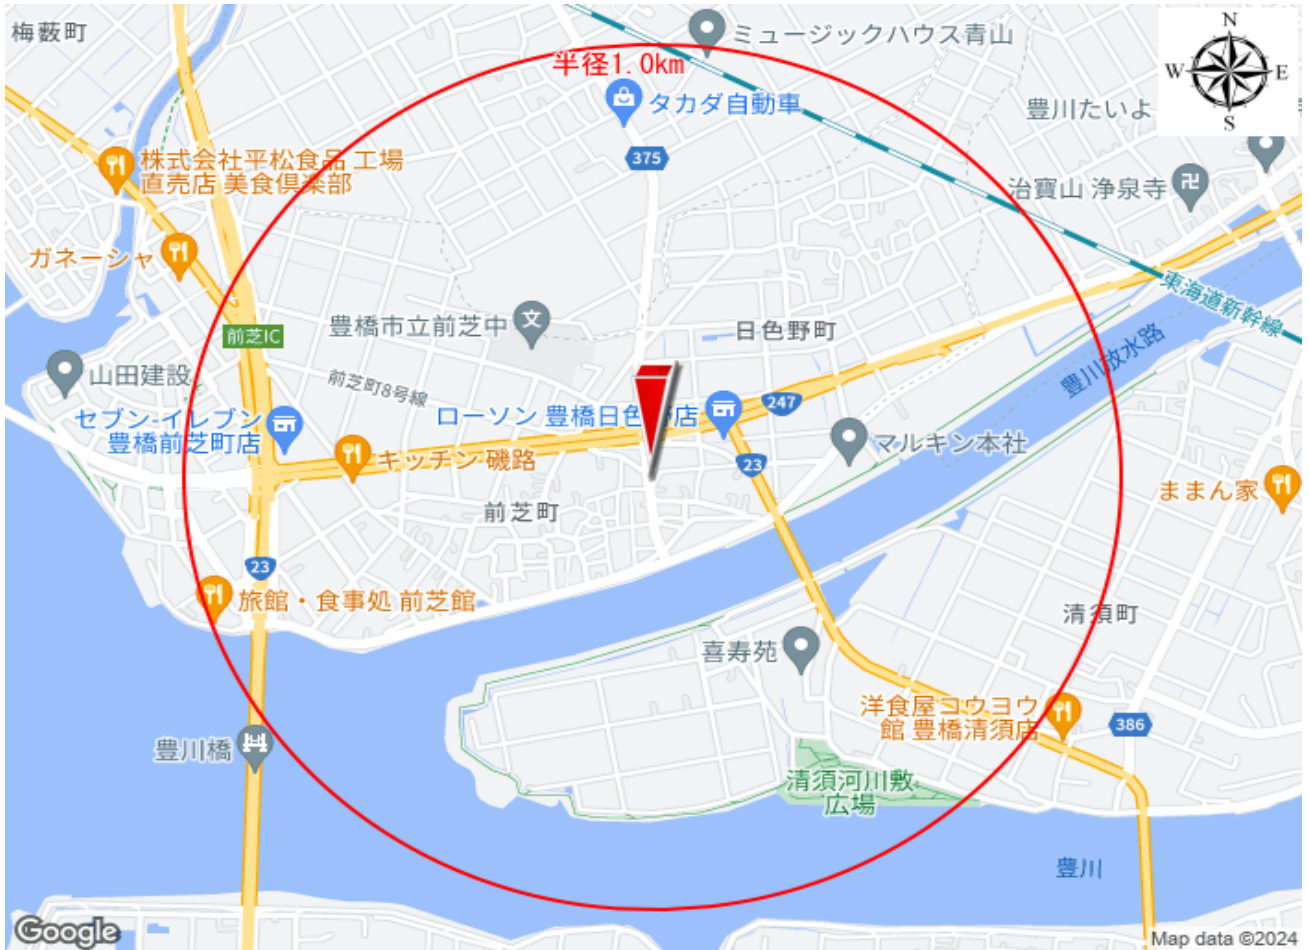 梅薮町
ミュージックハウス青山
N
W
E
S
半径1.0km
タカダ自動車
豊川たいよ
375
株式会社平松食品 工場
直売店 美食倶楽部
治寶山 浄泉寺
卍
ガネーシャ
東海道新幹線
豊橋市立前芝中
文
日色野町
前芝IC
豊川放水路
山田建設
前芝町8号線
セブン-イレブン
豊橋前芝町店
ローソン 豊橋日色
店
247
マルキン本社
キッチン 磯路
23
ままん家
前芝町
23
旅館・食事処 前芝館
清須町
喜寿苑
洋食屋コウヨウ
館 豊橋清須店
386
豊川橋
清須河川敷
広場
豊川
Google
Map data ©2024